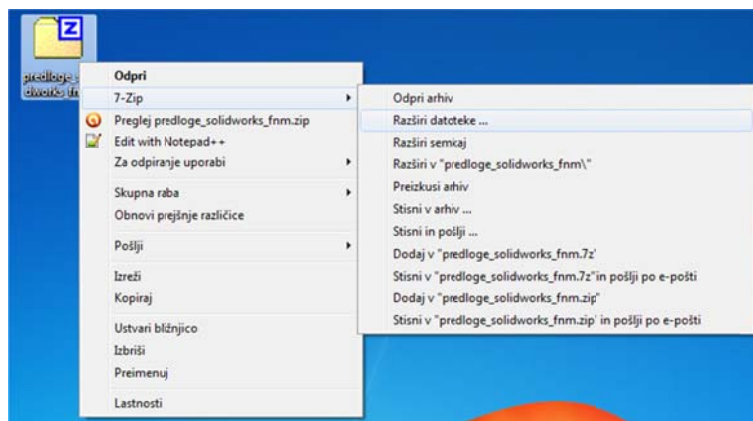 Z
predloge_
Odpri
7-Zip
Preglej predloge_solidworks_fnm.zip
Edit with Notepad++
Za odpiranje uporabi
Skupna raba
Obnovi prejšnje različice
Pošlji
Izreži
Kopiraj
Ustvari bližnjico
Izbriši
Preimenuj
Lastnosti
Odpri arhiv
Razširi datoteke ...
Razširi semkaj
Razširi v "predloge_solidworks_fnm\"
Preizkusi arhiv
Stisni v arhiv ...
Stisni in pošlji ...
Dodaj v "predloge_solidworks_fnm.7z"
Stisni v "predloge_solidworks_fnm.7z"in pošlji po e-pošti
Dodaj v "predloge_solidworks_fnm.zip"
Stisni v "predloge_solidworks_fnm.zip" in pošlji po e-pošti